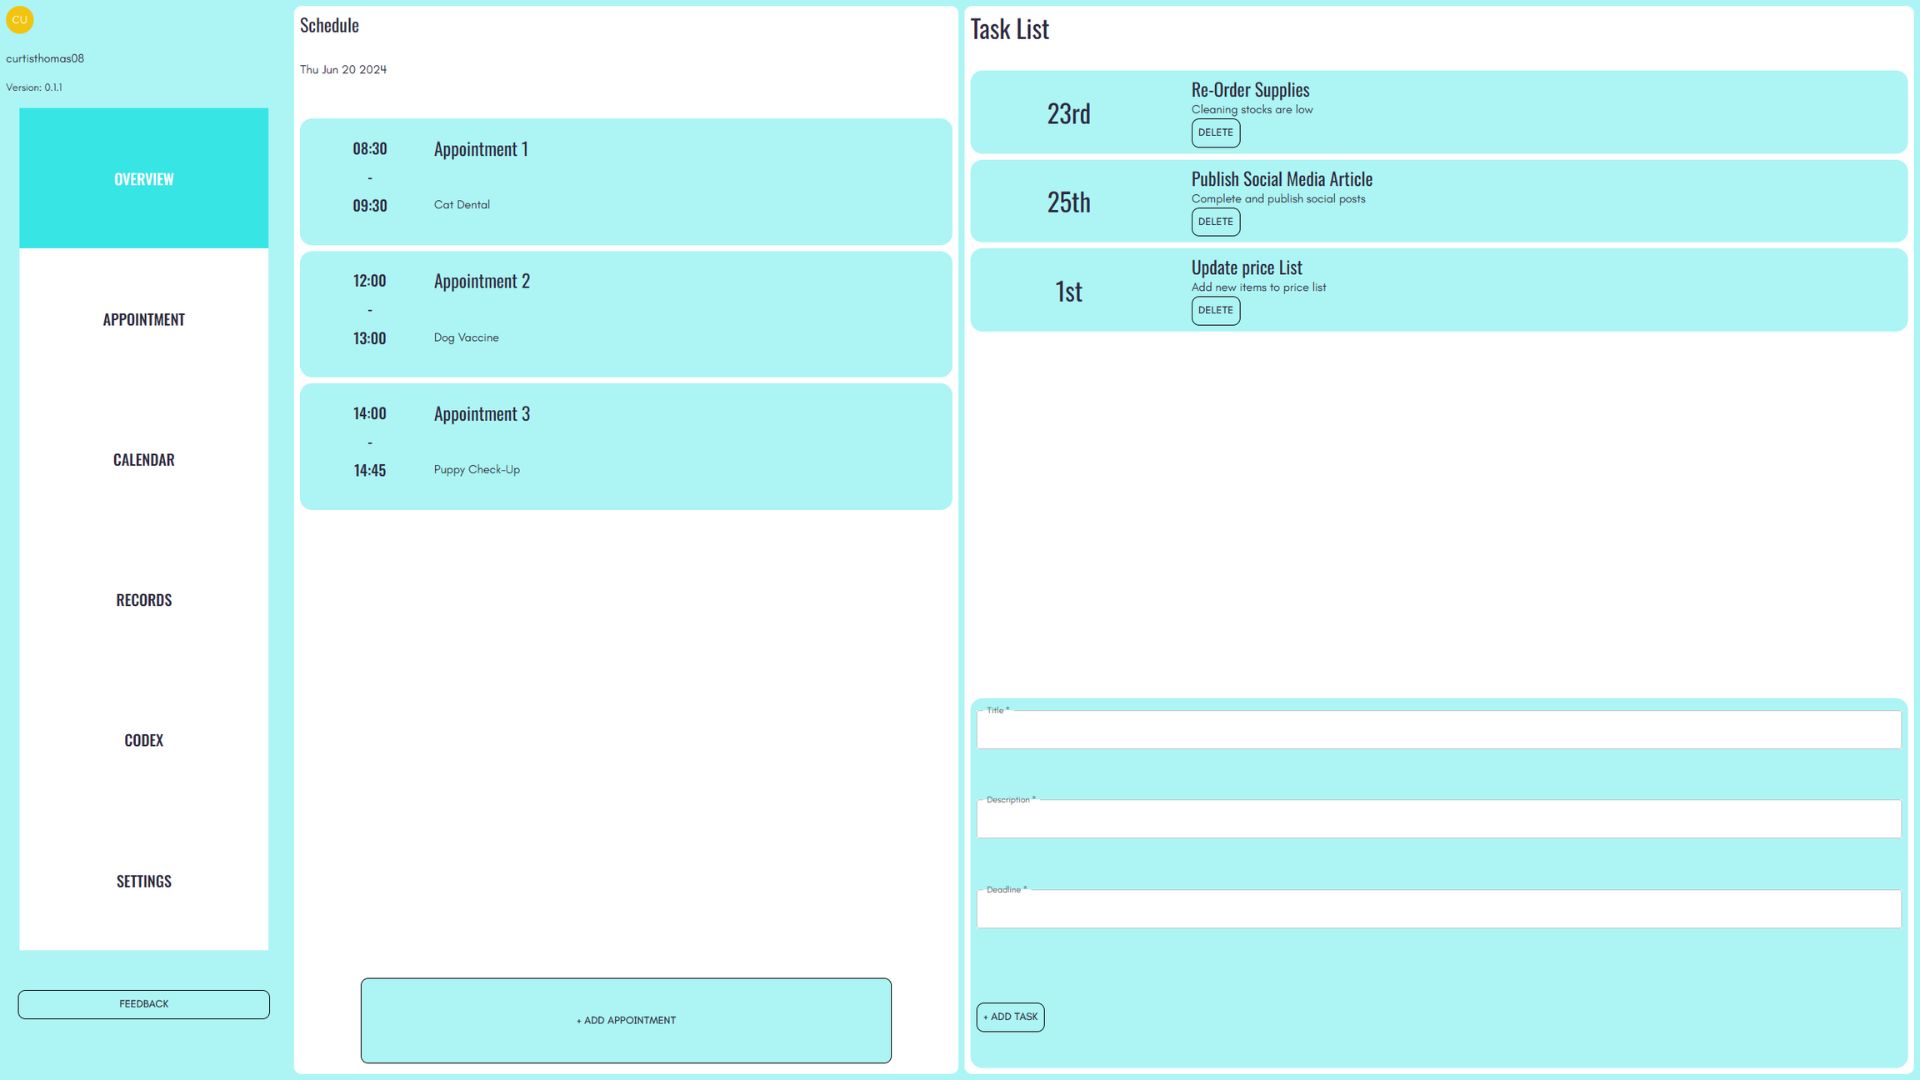 CU
curtisthomas08
Version: 0.1.1
OVERVIEW
APPOINTMENT
CALENDAR
RECORDS
CODEX
SETTINGS
FEEDBACK
Schedule
Thu Jun 20 2024
08:30
-
09:30
Appointment 1
Cat Dental
12:00
-
13:00
Appointment 2
Dog Vaccine
14:00
-
14:45
Appointment 3
Puppy Check-Up
+ ADD APPOINTMENT
Task List
23rd
Re-Order Supplies
Cleaning stocks are low
DELETE
25th
Publish Social Media Article
Complete and publish social posts
DELETE
1st
Update price List
Add new items to price list
DELETE
Title *
Description *
Deadline *
+ ADD TASK